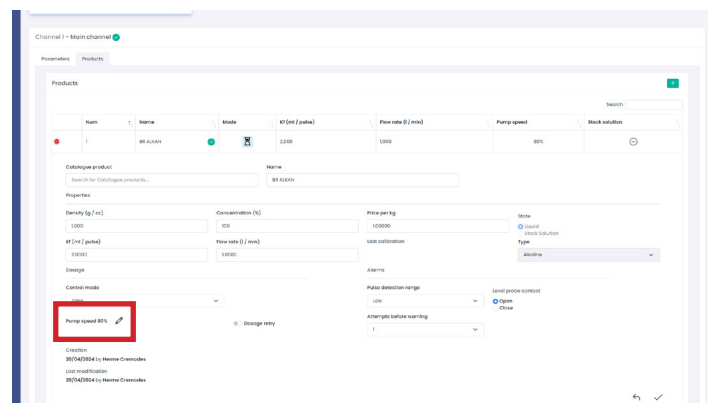 Channel 1 - Main channel
Parameters Products
Products
+
Search
Num Name Mode Kf (ml / pulse) Flow rate (l / min) Pump speed Stock solution
1 BR ALKAN 2,000 1,000 80%
Catalogue product Name
Search for Catalogue products... BR ALKAN
Properties
Density (g / cc) Concentration (%) Price per kg State
1.000 100 1.00000 Liquid
Stock Solution
Kf (ml / pulse) Flow rate (l / min) Last calibration Type
2.0000 1.0000 Alkaline
Dosage Alarms
Control mode Pulse detection range Level probe contact
Low Open
Close
Pump speed 80% Dosage retry Attempts before warning
1
Creation
30/04/2024 by Herme Cremades
Last modification
30/04/2024 by Herme Cremades